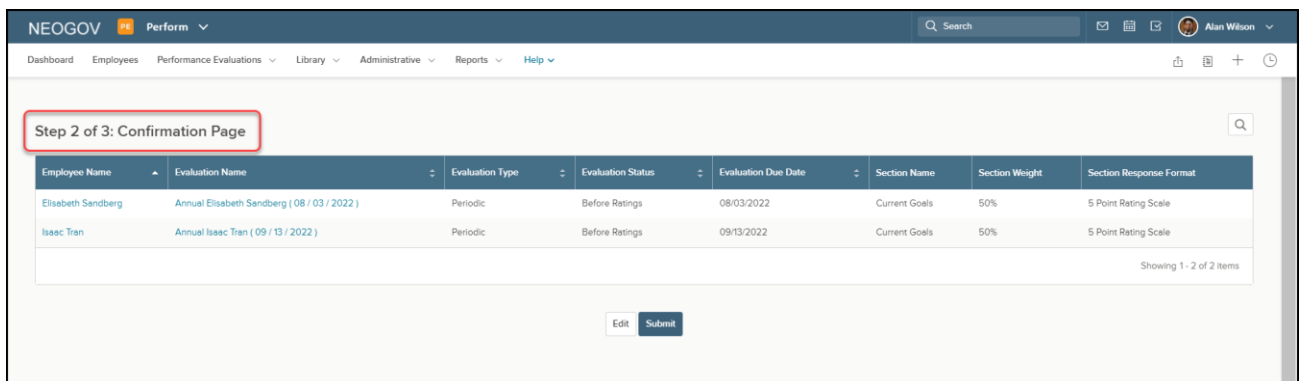 NEOGOV PE Perform Search Alan Wilson
Dashboard Employees Performance Evaluations Library Administrative Reports Help
Step 2 of 3: Confirmation Page
Employee Name Evaluation Name Evaluation Type Evaluation Status Evaluation Due Date Section Name Section Weight Section Response Format
Elisabeth Sandberg Annual Elisabeth Sandberg ( 08 / 03 / 2022 ) Periodic Before Ratings 08/03/2022 Current Goals 50% 5 Point Rating Scale
Isaac Tran Annual Isaac Tran ( 09 / 13 / 2022 ) Periodic Before Ratings 09/13/2022 Current Goals 50% 5 Point Rating Scale
Showing 1 - 2 of 2 items
Edit Submit